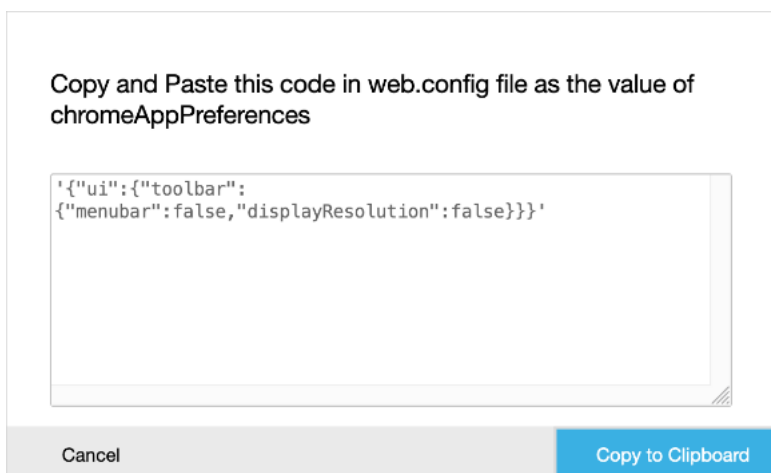 Copy and Paste this code in web.config file as the value of
chromeAppPreferences
'{"ui":{"toolbar":
{"menubar":false,"displayResolution":false}}}'
Cancel
Copy to Clipboard